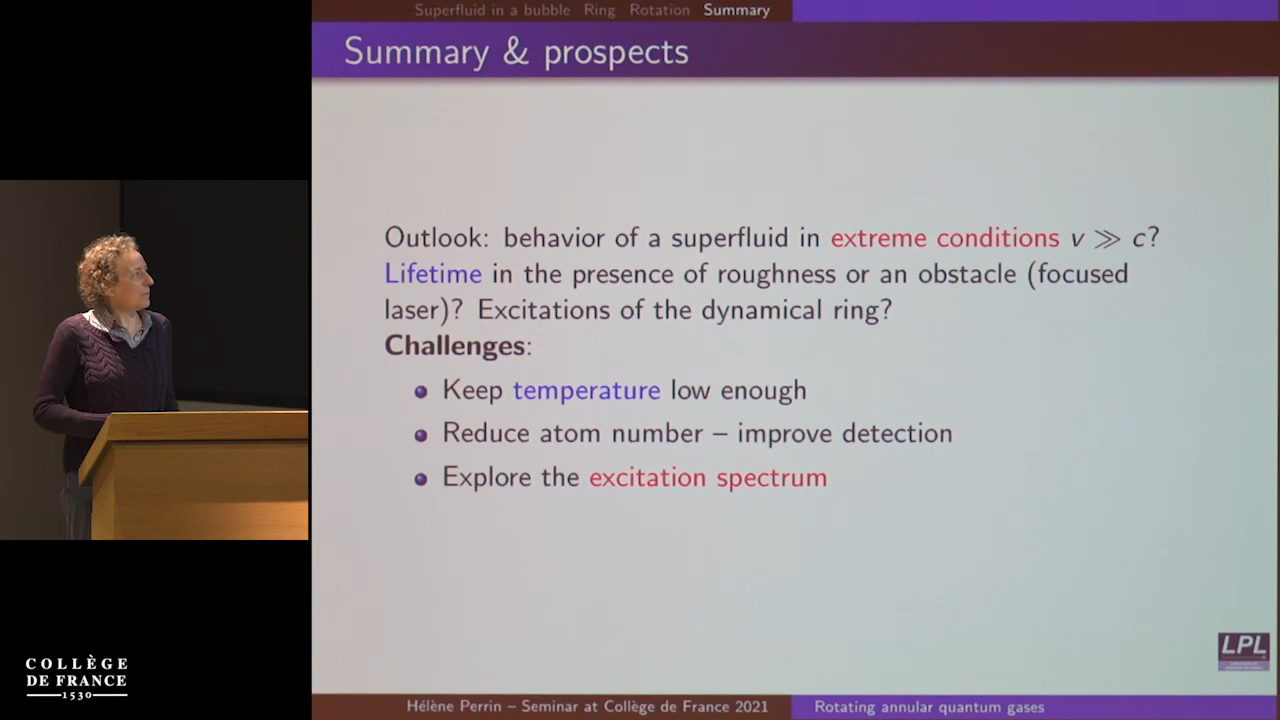 Superfluid in a bubble Ring Rotation Summary
Summary & prospects
Outlook: behavior of a superfluid in extreme conditions v ≫ c?
Lifetime in the presence of roughness or an obstacle (focused
laser)? Excitations of the dynamical ring?
Challenges:
Keep temperature low enough
Reduce atom number – improve detection
Explore the excitation spectrum
LPL
Hélène Perrin – Seminar at Collège de France 2021
Rotating annular quantum gases
COLLÈGE
DE FRANCE
1530